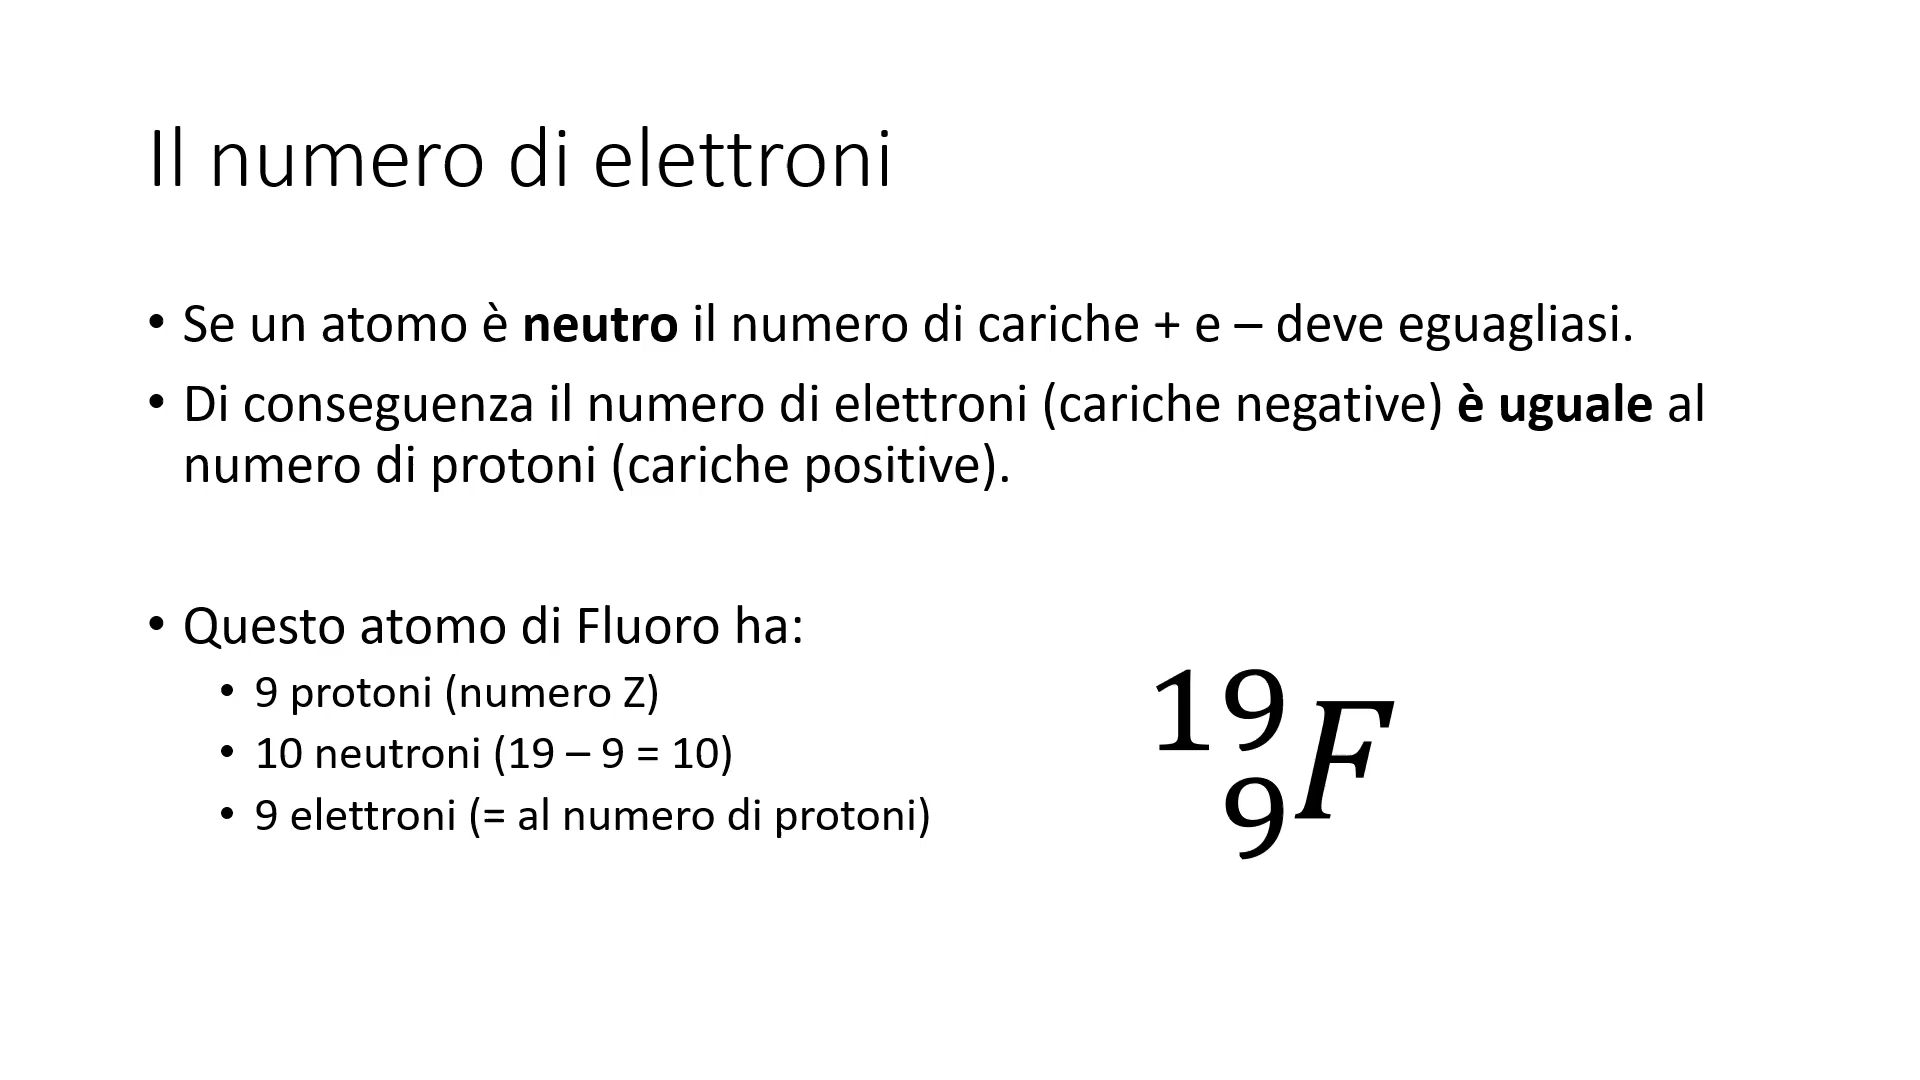 Il numero di elettroni
• Se un atomo è neutro il numero di cariche + e – deve eguagliasi.
• Di conseguenza il numero di elettroni (cariche negative) è uguale al
numero di protoni (cariche positive).
• Questo atomo di Fluoro ha:
• 9 protoni (numero Z)
• 10 neutroni (19 – 9 = 10)
• 9 elettroni (= al numero di protoni)
19
F
9